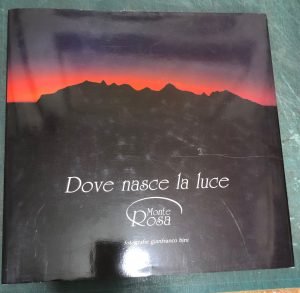 Dove nasce la luce
Monte
Rosa
fotografie gianfranco bini